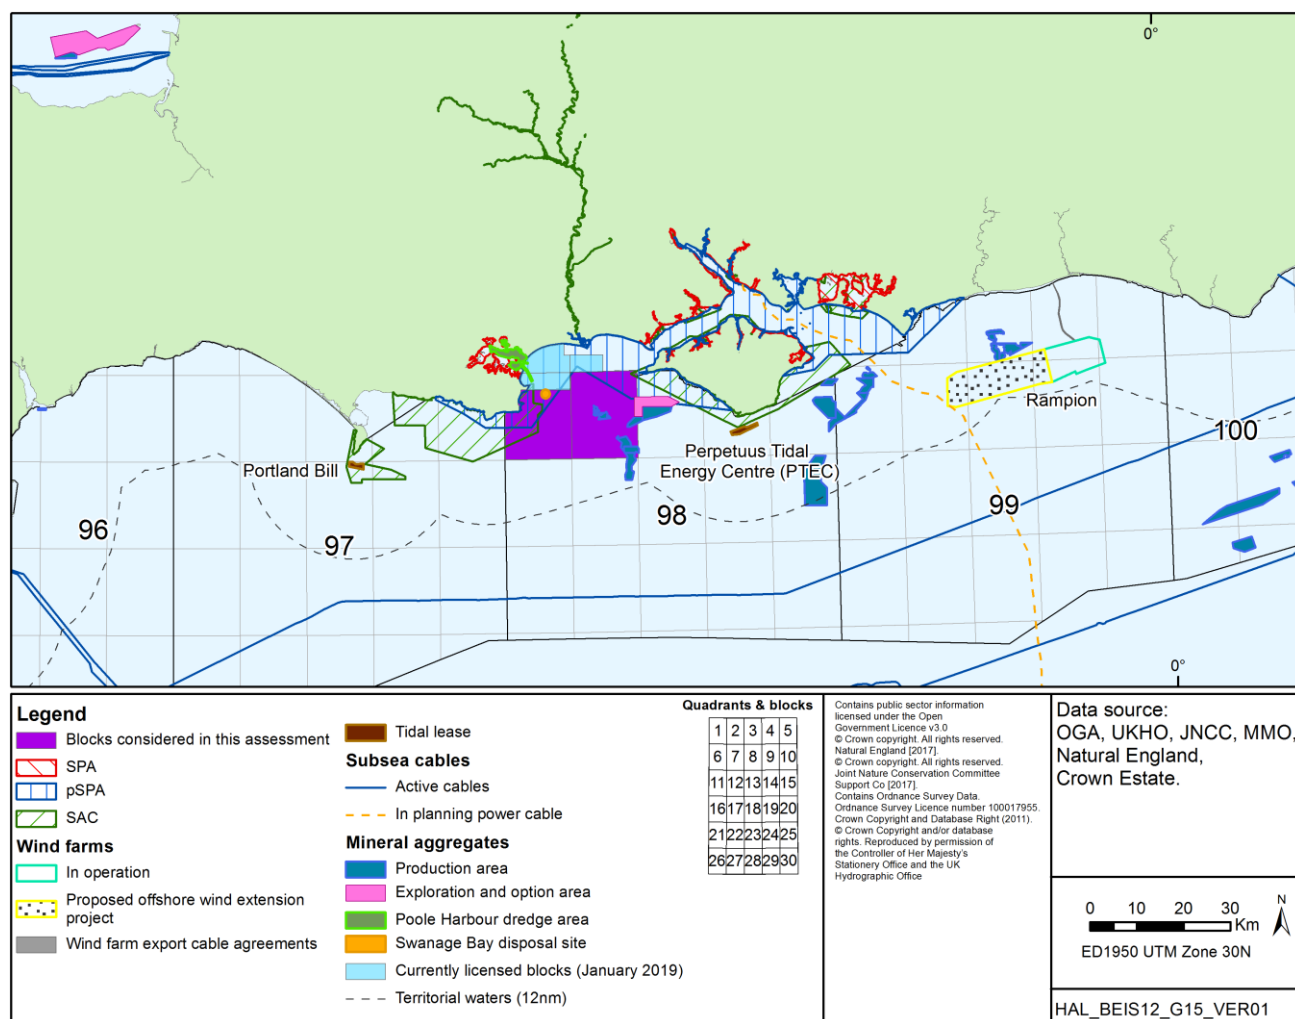 0°
Portland Bill
Perpetuus Tidal
Energy Centre (PTEC)
Rampion
96
97
98
99
100
0°
Legend
Blocks considered in this assessment
SPA
pSPA
SAC
Wind farms
In operation
Proposed offshore wind extension
project
Wind farm export cable agreements
Tidal lease
Subsea cables
Active cables
In planning power cable
Mineral aggregates
Production area
Exploration and option area
Poole Harbour dredge area
Swanage Bay disposal site
Currently licensed blocks (January 2019)
Territorial waters (12nm)
Quadrants & blocks
1 2 3 4 5
6 7 8 9 10
11 12 13 14 15
16 17 18 19 20
21 22 23 24 25
26 27 28 29 30
Contains public sector information
licensed under the Open
Government Licence v3.0
© Crown copyright. All rights reserved.
Natural England [2017].
© Crown copyright. All rights reserved.
Joint Nature Conservation Committee
Support Co [2017].
Contains Ordnance Survey Data.
Ordnance Survey Licence number 100017955.
Crown Copyright and Database Right (2011).
© Crown Copyright and/or database
rights. Reproduced by permission of
the Controller of Her Majesty's
Stationery Office and the UK
Hydrographic Office
Data source:
OGA, UKHO, JNCC, MMO,
Natural England,
Crown Estate.
N
0 10 20 30
Km
ED1950 UTM Zone 30N
HAL_BEIS12_G15_VER01